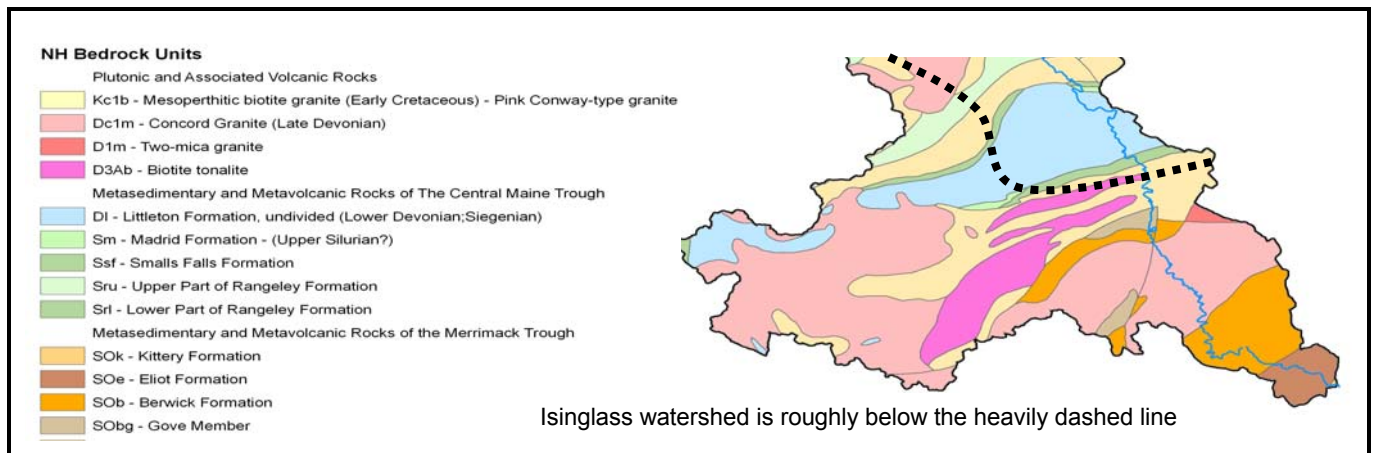 NH Bedrock Units
Plutonic and Associated Volcanic Rocks
Kc1b - Mesoperthitic biotite granite (Early Cretaceous) - Pink Conway-type granite
Dc1m - Concord Granite (Late Devonian)
D1m - Two-mica granite
D3Ab - Biotite tonalite
Metasedimentary and Metavolcanic Rocks of The Central Maine Trough
Dl - Littleton Formation, undivided (Lower Devonian;Siegenian)
Sm - Madrid Formation - (Upper Silurian?)
Ssf - Smalls Falls Formation
Sru - Upper Part of Rangeley Formation
Srl - Lower Part of Rangeley Formation
Metasedimentary and Metavolcanic Rocks of the Merrimack Trough
SOk - Kittery Formation
SOe - Eliot Formation
SOb - Berwick Formation
SObg - Gove Member
Isinglass watershed is roughly below the heavily dashed line